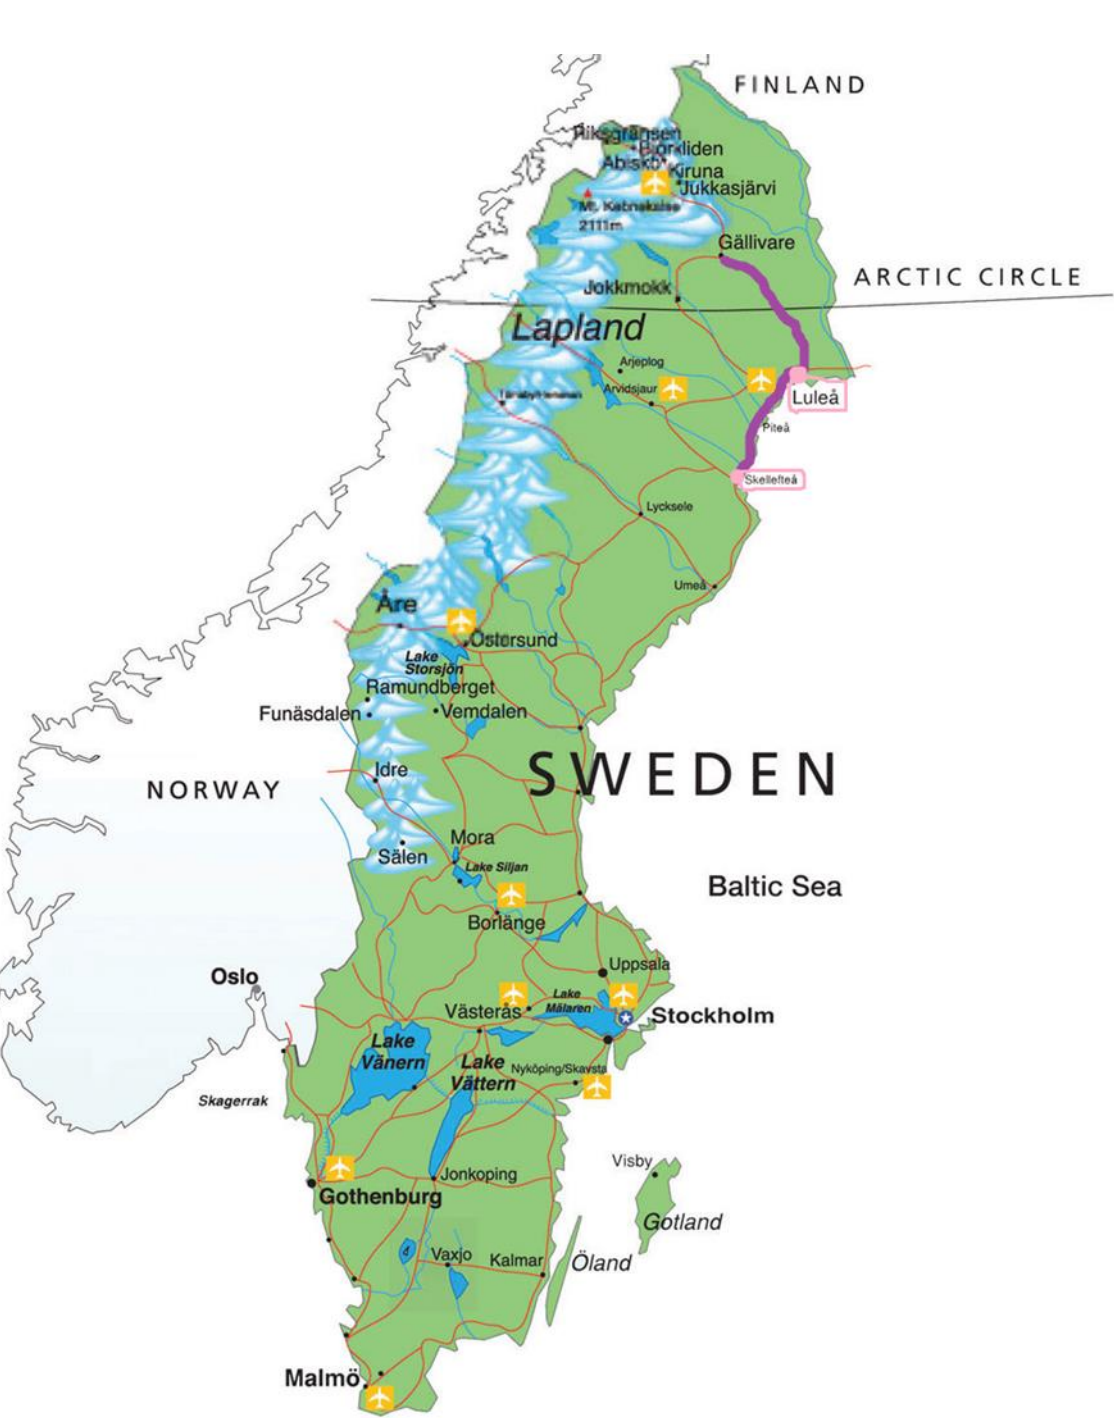 FINLAND
Riksgränsen
Björkliden
Abisko
Kiruna
Jukkasjärvi
Mt. Kebnekaise
2111m
Gällivare
ARCTIC CIRCLE
Jokkmokk
Lapland
Arjeplog
Arvidsjaur
Luleå
Piteå
Skellefteå
Lycksele
Umeå
Åre
Östersund
Lake
Storsjön
Ramundberget
Funäsdalen
Vemdalen
SWEDEN
Idre
NORWAY
Mora
Sälen
Lake Siljan
Baltic Sea
Borlänge
Uppsala
Oslo
Lake
Mälaren
Västerås
Stockholm
Lake
Vänern
Lake
Vättern
Nyköping/Skavsta
Skagerrak
Visby
Jonkoping
Gothenburg
Gotland
Vaxjo
Kalmar
Öland
Malmö